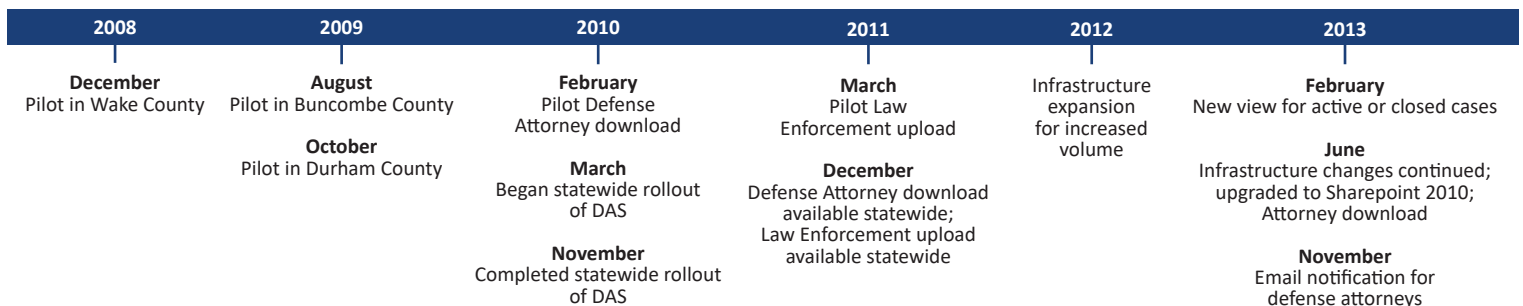 2008
December
Pilot in Wake County
2009
August
Pilot in Buncombe County
October
Pilot in Durham County
2010
February
Pilot Defense
Attorney download
March
Began statewide rollout
of DAS
November
Completed statewide rollout
of DAS
2011
March
Pilot Law
Enforcement upload
December
Defense Attorney download
available statewide;
Law Enforcement upload
available statewide
2012
Infrastructure
expansion
for increased
volume
2013
February
New view for active or closed cases
June
Infrastructure changes continued;
upgraded to Sharepoint 2010;
Attorney download
November
Email notification for
defense attorneys